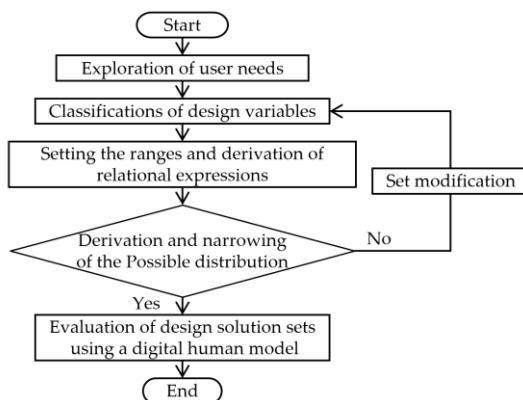 Start
Exploration of user needs
Classifications of design variables
Setting the ranges and derivation of
relational expressions
Set modification
Derivation and narrowing
of the Possible distribution
No
Yes
Evaluation of design solution sets
using a digital human model
End